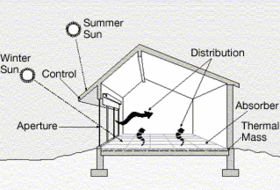 Summer
Sun
Winter
Sun
Control
Distribution
Absorber
Aperture
Thermal
Mass